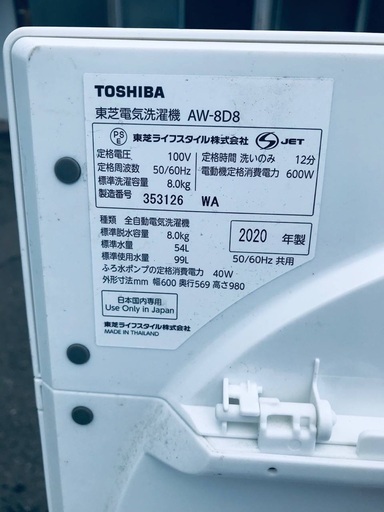 TOSHIBA
東芝電気洗濯機 AW-8D8
PS E 東芝ライフスタイル株式会社 S JET
定格電圧 100V 定格時間 洗いのみ 12分
定格周波数 50/60Hz 電動機定格消費電力 600W
標準洗濯容量 8.0kg
製造番号 353126 WA
種類 全自動電気洗濯機
標準脱水容量 8.0kg 2020 年製
標準水量 54L
標準使用水量 99L 50/60Hz 共用
ふろ水ポンプの定格消費電力 40W
外形寸法mm 幅600 奥行569 高さ980
日本国内専用
Use Only in Japan
東芝ライフスタイル株式会社
MADE IN THAILAND